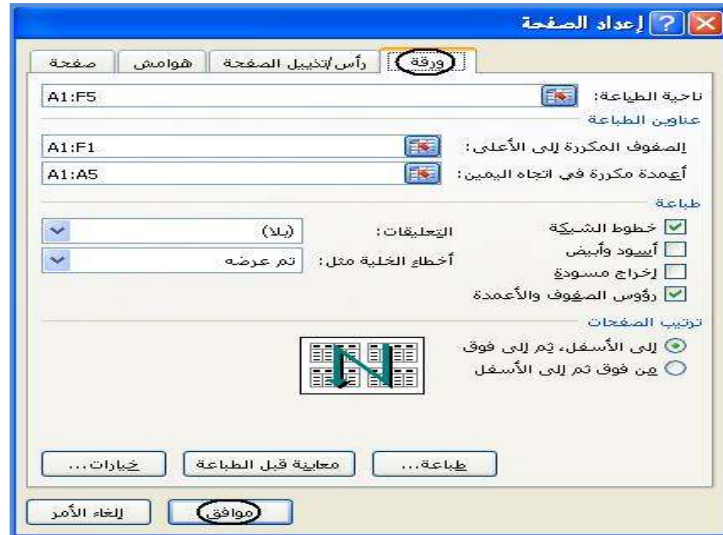 إعداد الصفحة
ورقة
رأس/تذييل الصفحة
هوامش
صفحة
ناحية الطباعة:
A1:F5
عناوين الطباعة
الصفوف المكررة إلى الأعلى:
A1:F1
أعمدة مكررة في اتجاه اليمين:
A1:A5
طباعة
خطوط الشبكة
التعليقات:
(بلا)
أسود وأبيض
أخطاء الخلية مثل:
تم عرضه
إخراج مسودة
رؤوس الصفوف والأعمدة
ترتيب الصفحات
إلى الأسفل، ثم إلى فوق
من فوق ثم إلى الأسفل
طباعة...
معاينة قبل الطباعة
خيارات...
موافق
إلغاء الأمر